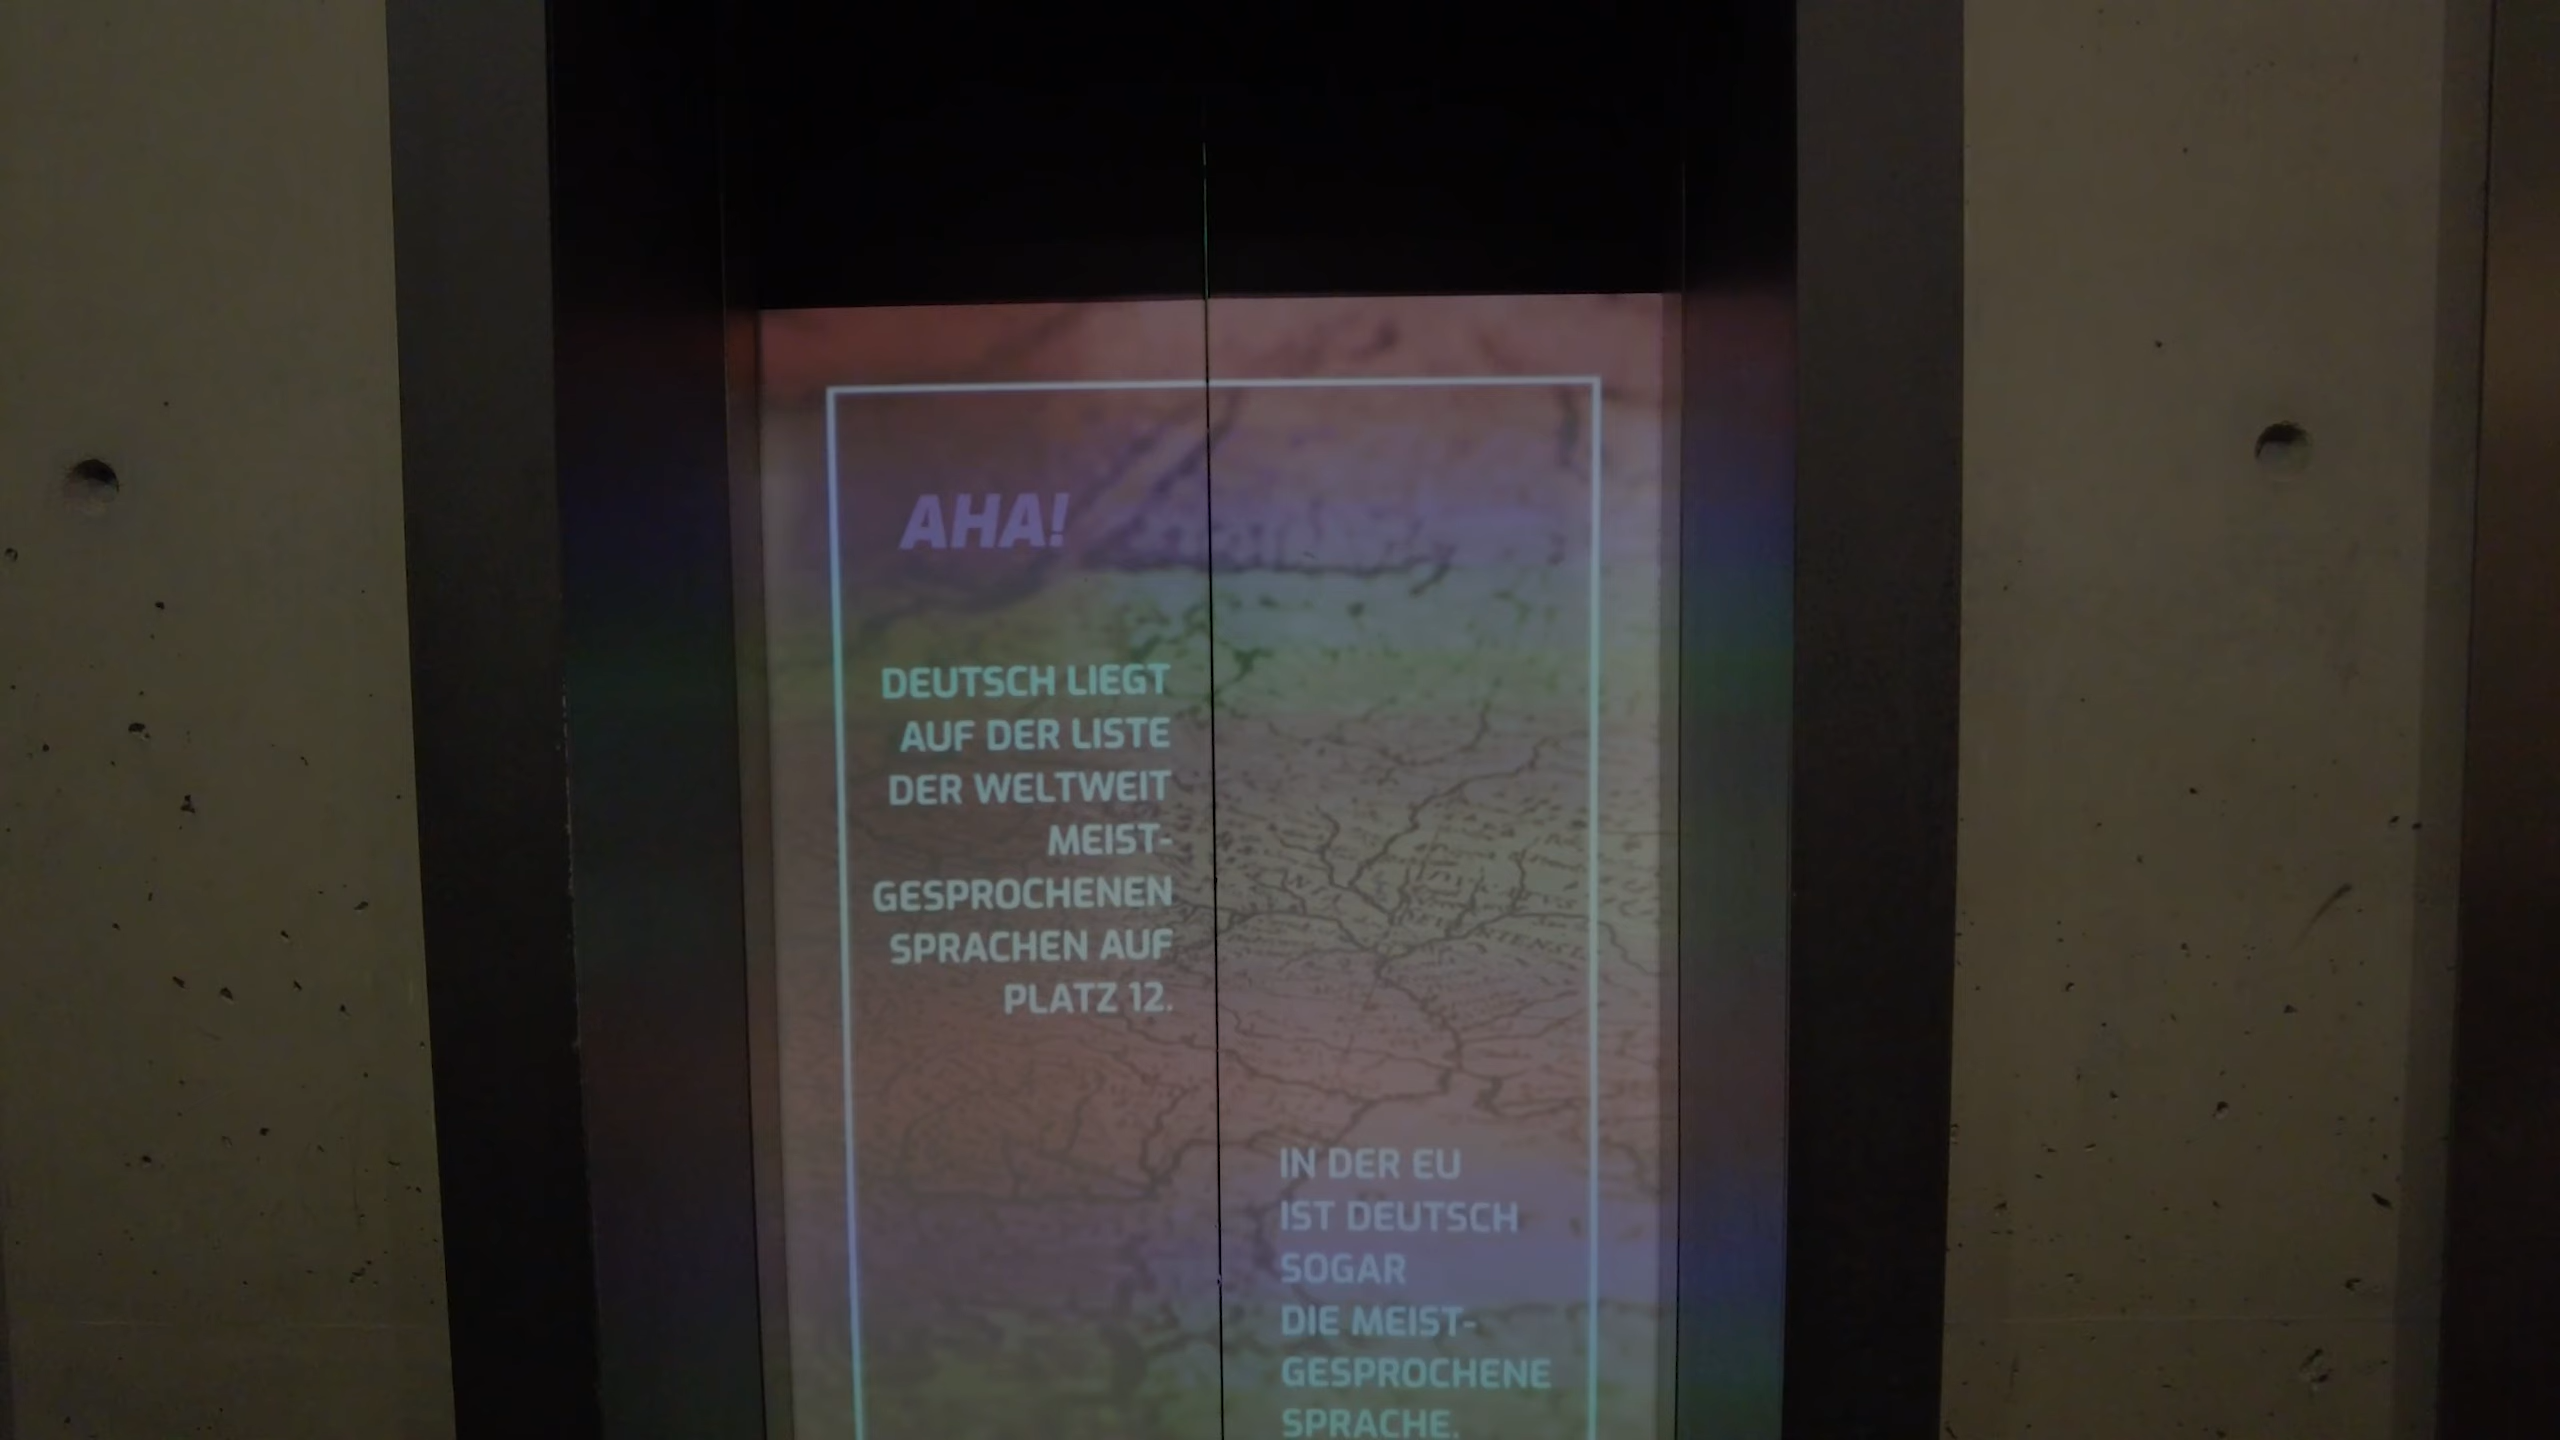 AHA!
DEUTSCH LIEGT
AUF DER LISTE
DER WELTWEIT
MEIST-
GESPROCHENEN
SPRACHEN AUF
PLATZ 12.
IN DER EU
IST DEUTSCH
SOGAR
DIE MEIST-
GESPROCHENE
SPRACHE.